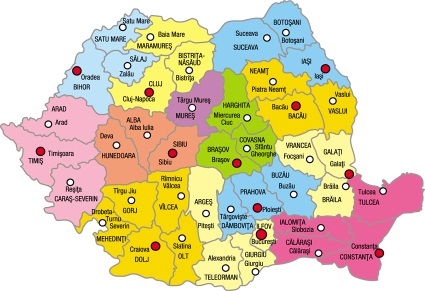 Satu Mare
SATU MARE
Baia Mare
MARAMUREȘ
Suceava
SUCEAVA
BOTOȘANI
Botoșani
Oradea
BIHOR
SĂLAJ
Zalău
BISTRIȚA-
NĂSĂUD
Bistrița
CLUJ
Cluj-Napoca
NEAMȚ
Piatra Neamț
IAȘI
Iași
Târgu Mureș
MUREȘ
HARGHITA
Miercurea
Ciuc
Bacău
BACĂU
Vaslui
VASLUI
ARAD
Arad
ALBA
Alba Iulia
Deva
HUNEDOARA
SIBIU
Sibiu
BRAȘOV
Brașov
COVASNA
Sfântu
Gheorghe
VRANCEA
Focșani
GALAȚI
Galați
TIMIȘ
Timișoara
Reșița
CARAȘ-SEVERIN
Tîrgu Jiu
GORJ
Rîmnicu
Vâlcea
VÎLCEA
ARGEȘ
Pitești
Târgoviște
DÂMBOVIȚA
PRAHOVA
Ploiești
BUZĂU
Buzău
Brăila
BRĂILA
Tulcea
TULCEA
Drobeta-
Turnu
Severin
MEHEDINȚI
Craiova
DOLJ
Slatina
OLT
Alexandria
TELEORMAN
ILFOV
București
GIURGIU
Giurgiu
IALOMIȚA
Slobozia
CĂLĂRAȘI
Călărași
Constanța
CONSTANȚA